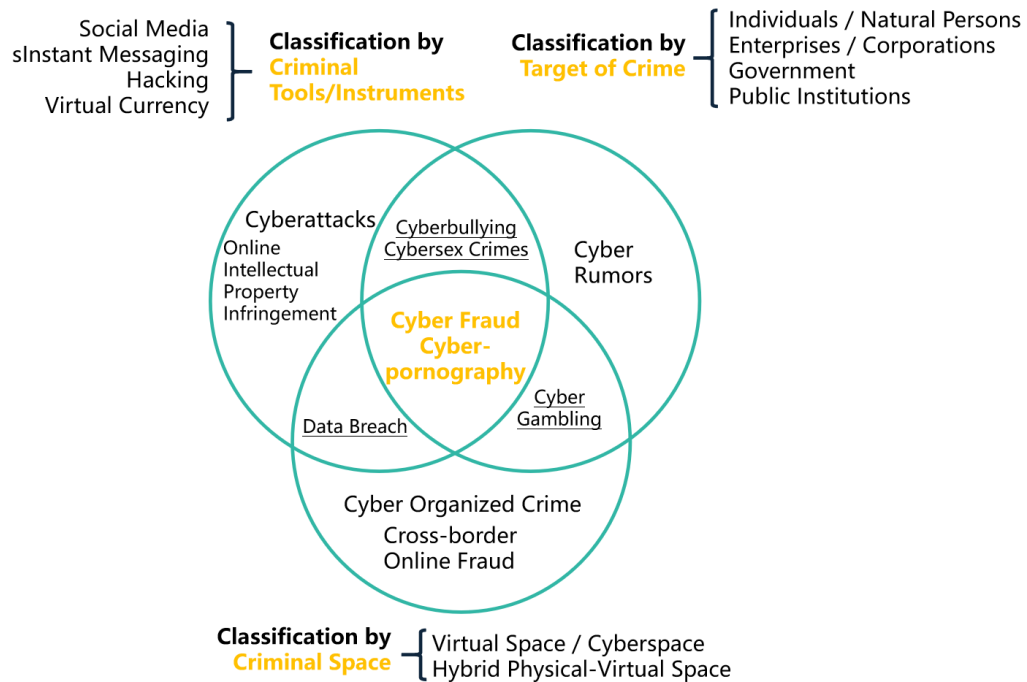 Social Media
sInstant Messaging
Hacking
Virtual Currency
Classification by
Criminal
Tools/Instruments
Classification by
Target of Crime
Individuals / Natural Persons
Enterprises / Corporations
Government
Public Institutions
Cyberattacks
Online
Intellectual
Property
Infringement
Cyberbullying
Cybersex Crimes
Cyber
Rumors
Cyber Fraud
Cyber-
pornography
Data Breach
Cyber
Gambling
Cyber Organized Crime
Cross-border
Online Fraud
Classification by
Criminal Space
Virtual Space / Cyberspace
Hybrid Physical-Virtual Space